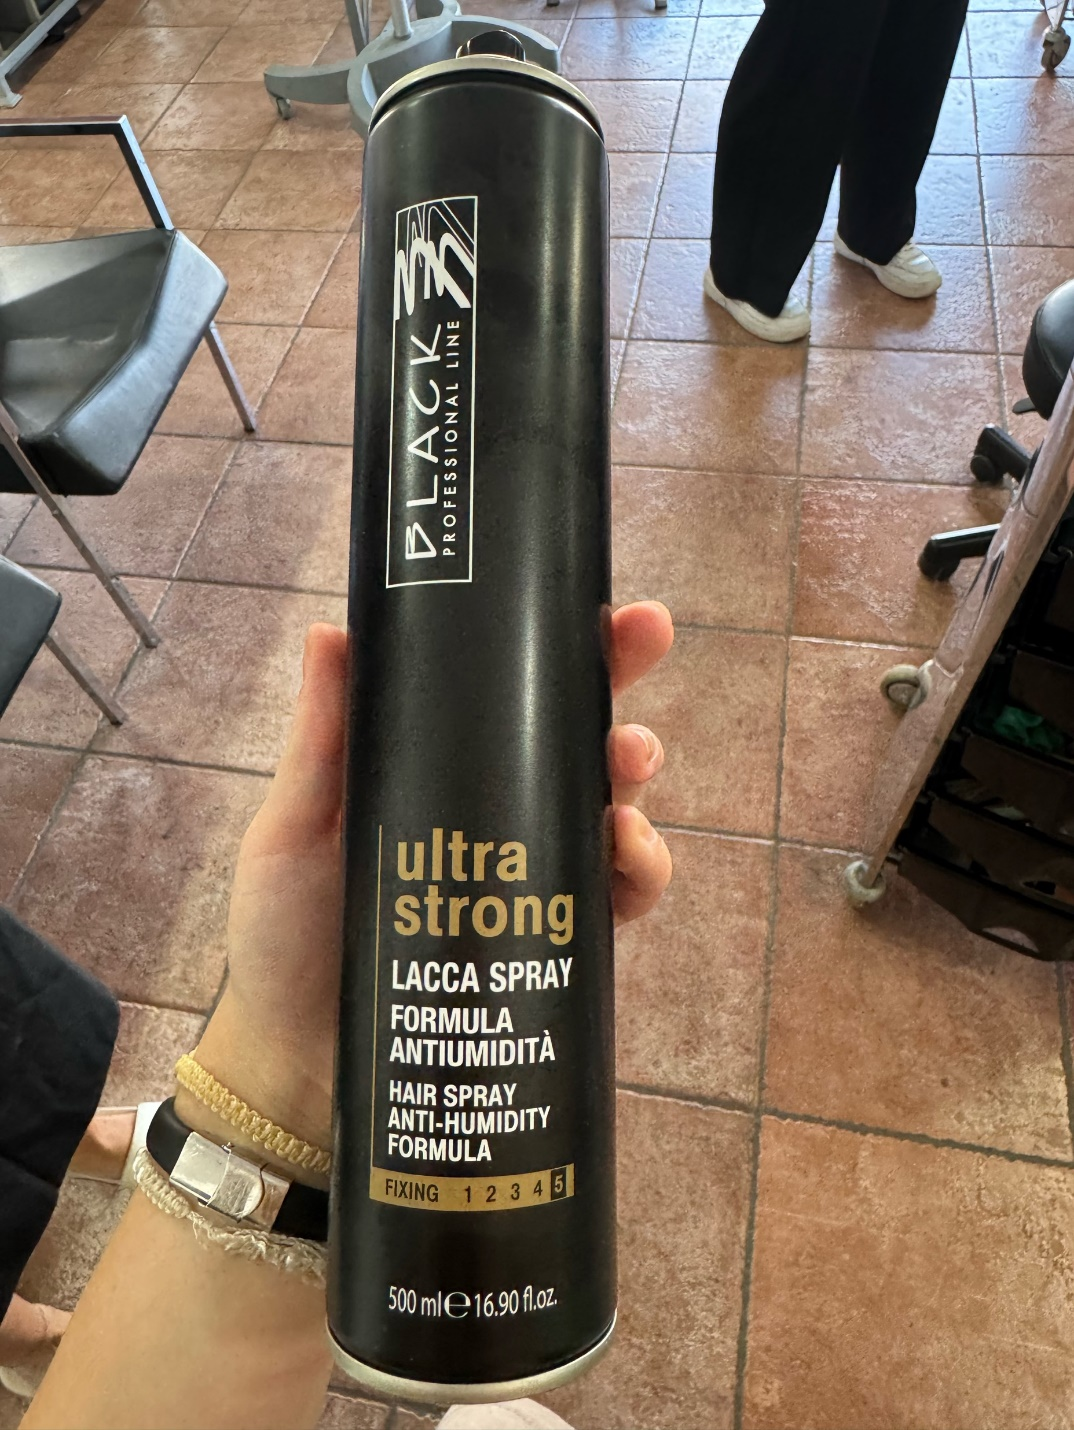 BLACK
PROFESSIONAL LINE
ultra
strong
LACCA SPRAY
FORMULA
ANTIUMIDITÀ
HAIR SPRAY
ANTI-HUMIDITY
FORMULA
FIXING 1 2 3 4 5
500 ml ℮ 16.90 fl.oz.